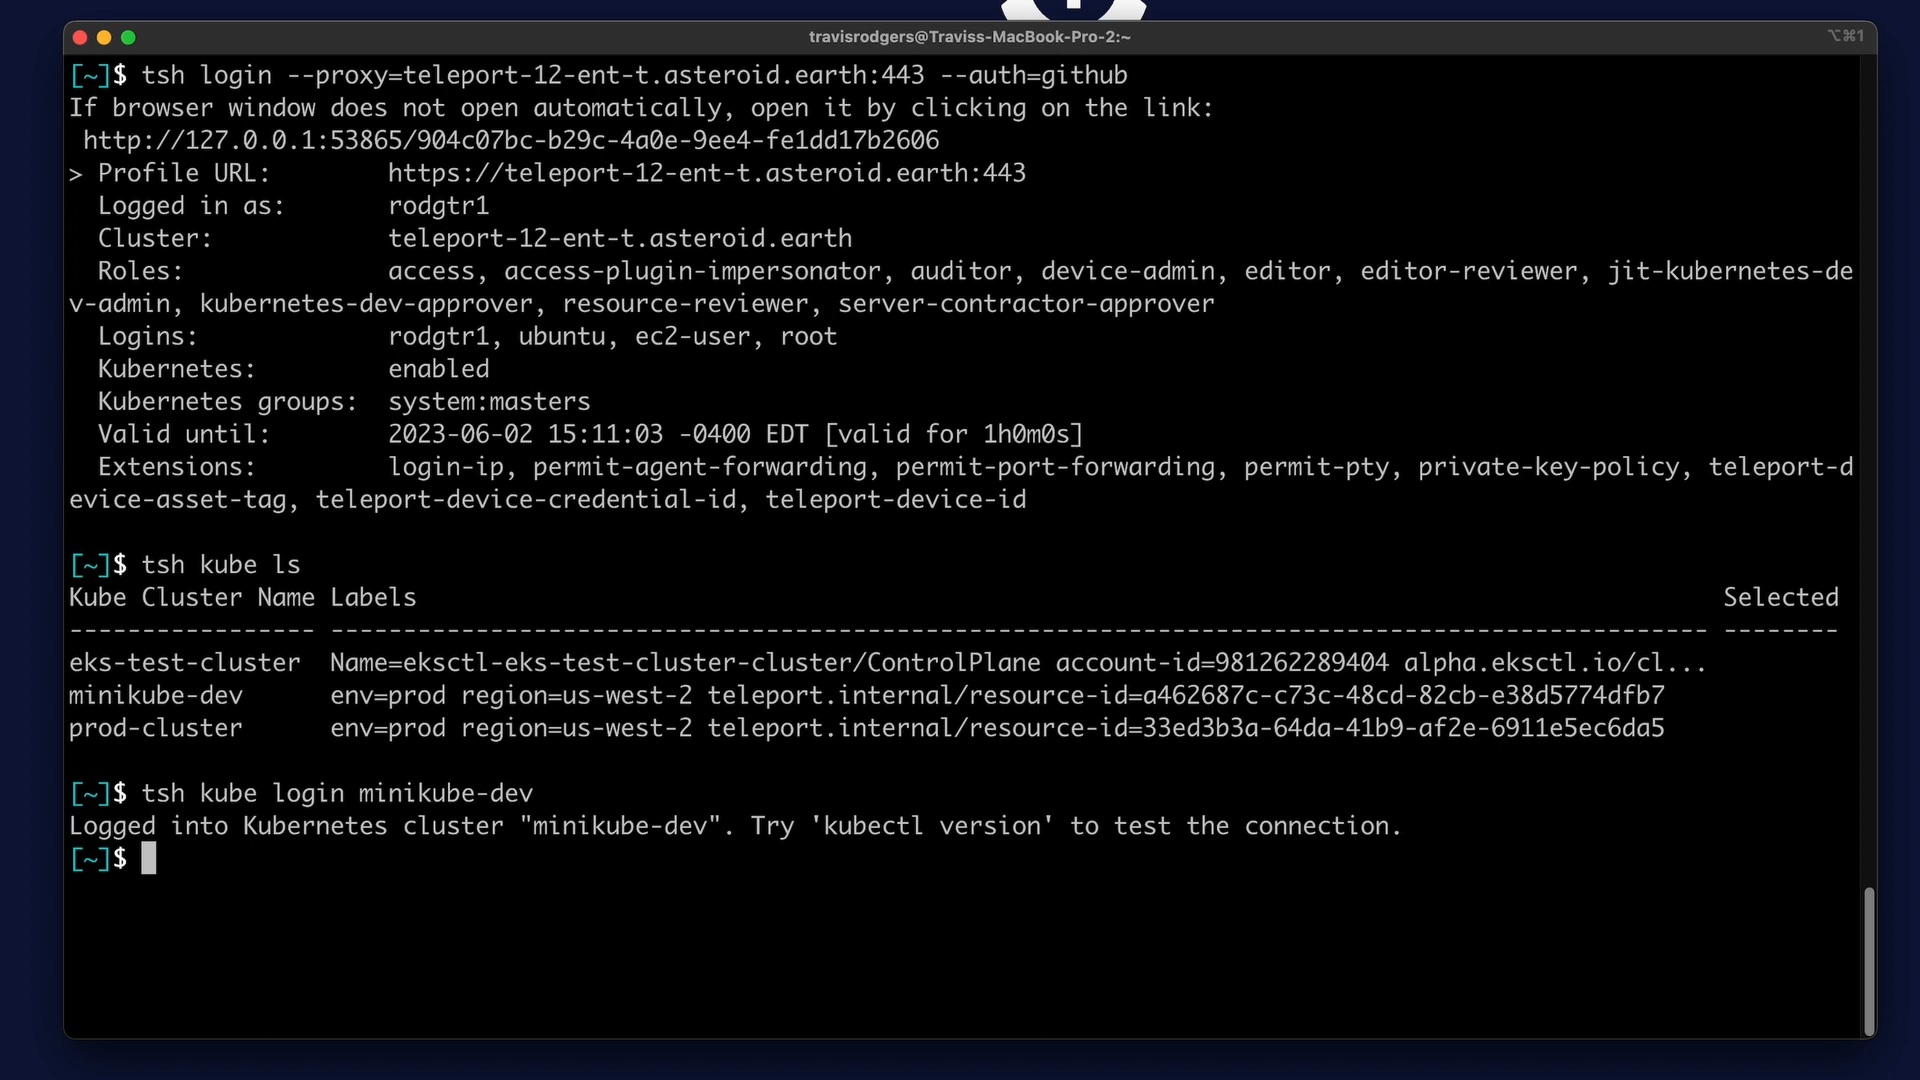 travisrodgers@Traviss-MacBook-Pro-2:~
⌥⌘1
[~]$ tsh login --proxy=teleport-12-ent-t.asteroid.earth:443 --auth=github
If browser window does not open automatically, open it by clicking on the link:
 http://127.0.0.1:53865/904c07bc-b29c-4a0e-9ee4-fe1dd17b2606
> Profile URL:        https://teleport-12-ent-t.asteroid.earth:443
  Logged in as:       rodgtr1
  Cluster:            teleport-12-ent-t.asteroid.earth
  Roles:              access, access-plugin-impersonator, auditor, device-admin, editor, editor-reviewer, jit-kubernetes-de
v-admin, kubernetes-dev-approver, resource-reviewer, server-contractor-approver
  Logins:             rodgtr1, ubuntu, ec2-user, root
  Kubernetes:         enabled
  Kubernetes groups:  system:masters
  Valid until:        2023-06-02 15:11:03 -0400 EDT [valid for 1h0m0s]
  Extensions:         login-ip, permit-agent-forwarding, permit-port-forwarding, permit-pty, private-key-policy, teleport-d
evice-asset-tag, teleport-device-credential-id, teleport-device-id
[~]$ tsh kube ls
Kube Cluster Name Labels                                                                                          Selected
----------------- ----------------------------------------------------------------------------------------------- --------
eks-test-cluster  Name=eksctl-eks-test-cluster-cluster/ControlPlane account-id=981262289404 alpha.eksctl.io/cl...
minikube-dev      env=prod region=us-west-2 teleport.internal/resource-id=a462687c-c73c-48cd-82cb-e38d5774dfb7
prod-cluster      env=prod region=us-west-2 teleport.internal/resource-id=33ed3b3a-64da-41b9-af2e-6911e5ec6da5
[~]$ tsh kube login minikube-dev
Logged into Kubernetes cluster "minikube-dev". Try 'kubectl version' to test the connection.
[~]$